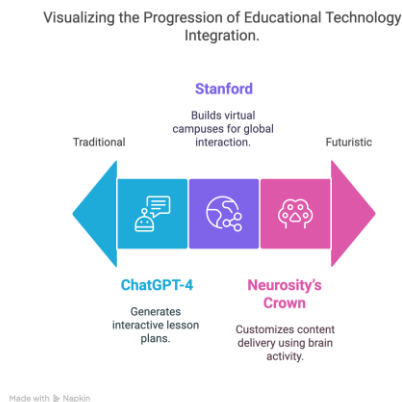 Visualizing the Progression of Educational Technology
Integration.
Stanford
Builds virtual
campuses for global
interaction.
Traditional
Futuristic
ChatGPT-4
Generates
interactive lesson
plans.
Neurosity's
Crown
Customizes content
delivery using brain
activity.
Made with Napkin